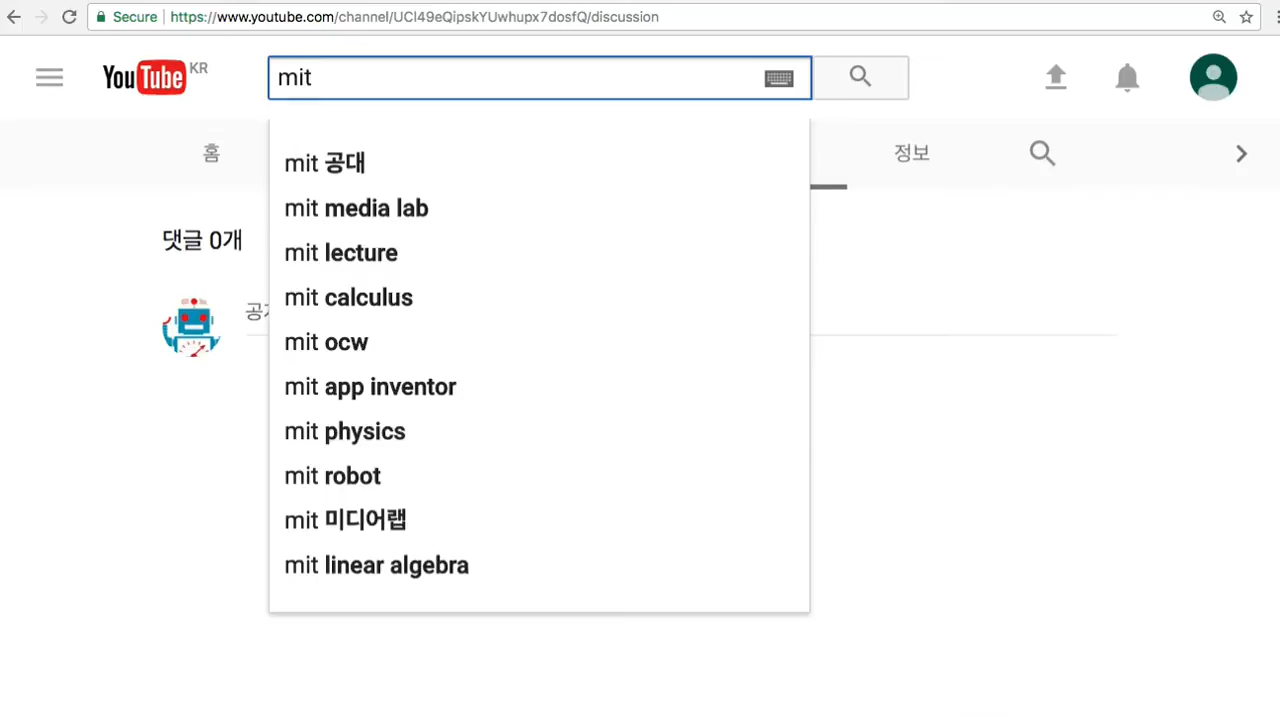 Secure https://www.youtube.com/channel/UCl49eQipskYUwhupx7dosfQ/discussion
YouTube KR mit
홈 정보
mit 공대
mit media lab
댓글 0개
mit lecture
mit calculus
mit ocw
mit app inventor
mit physics
mit robot
mit 미디어랩
mit linear algebra